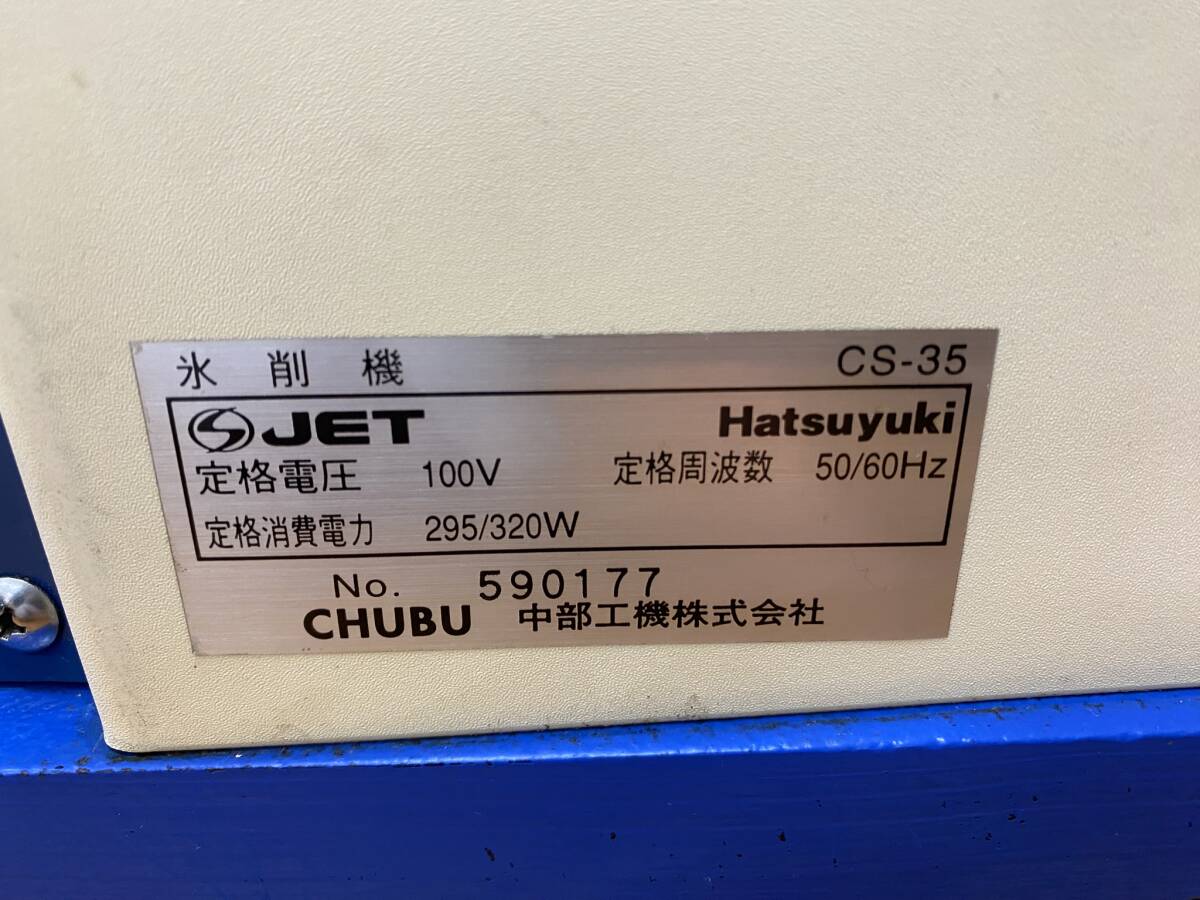 氷削機 CS-35
JET Hatsuyuki
定格電圧 100V 定格周波数 50/60Hz
定格消費電力 295/320W
No. 590177
CHUBU 中部工機株式会社